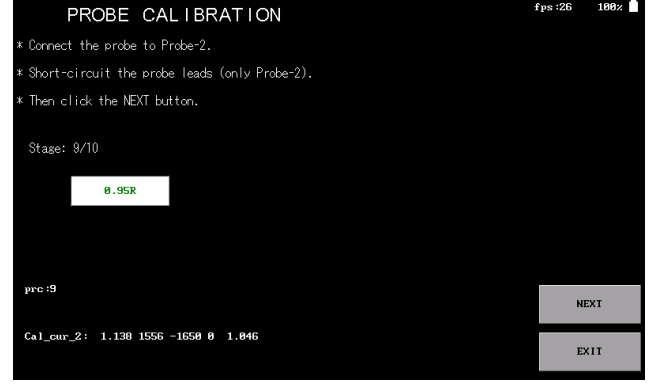 PROBE CALIBRATION
fps:26 100%
* Connect the probe to Probe-2.
* Short-circuit the probe leads (only Probe-2).
* Then click the NEXT button.
Stage: 9/10
0.95R
prc:9
NEXT
Cal_cur_2: 1.138 1556 -1650 0 1.046
EXIT